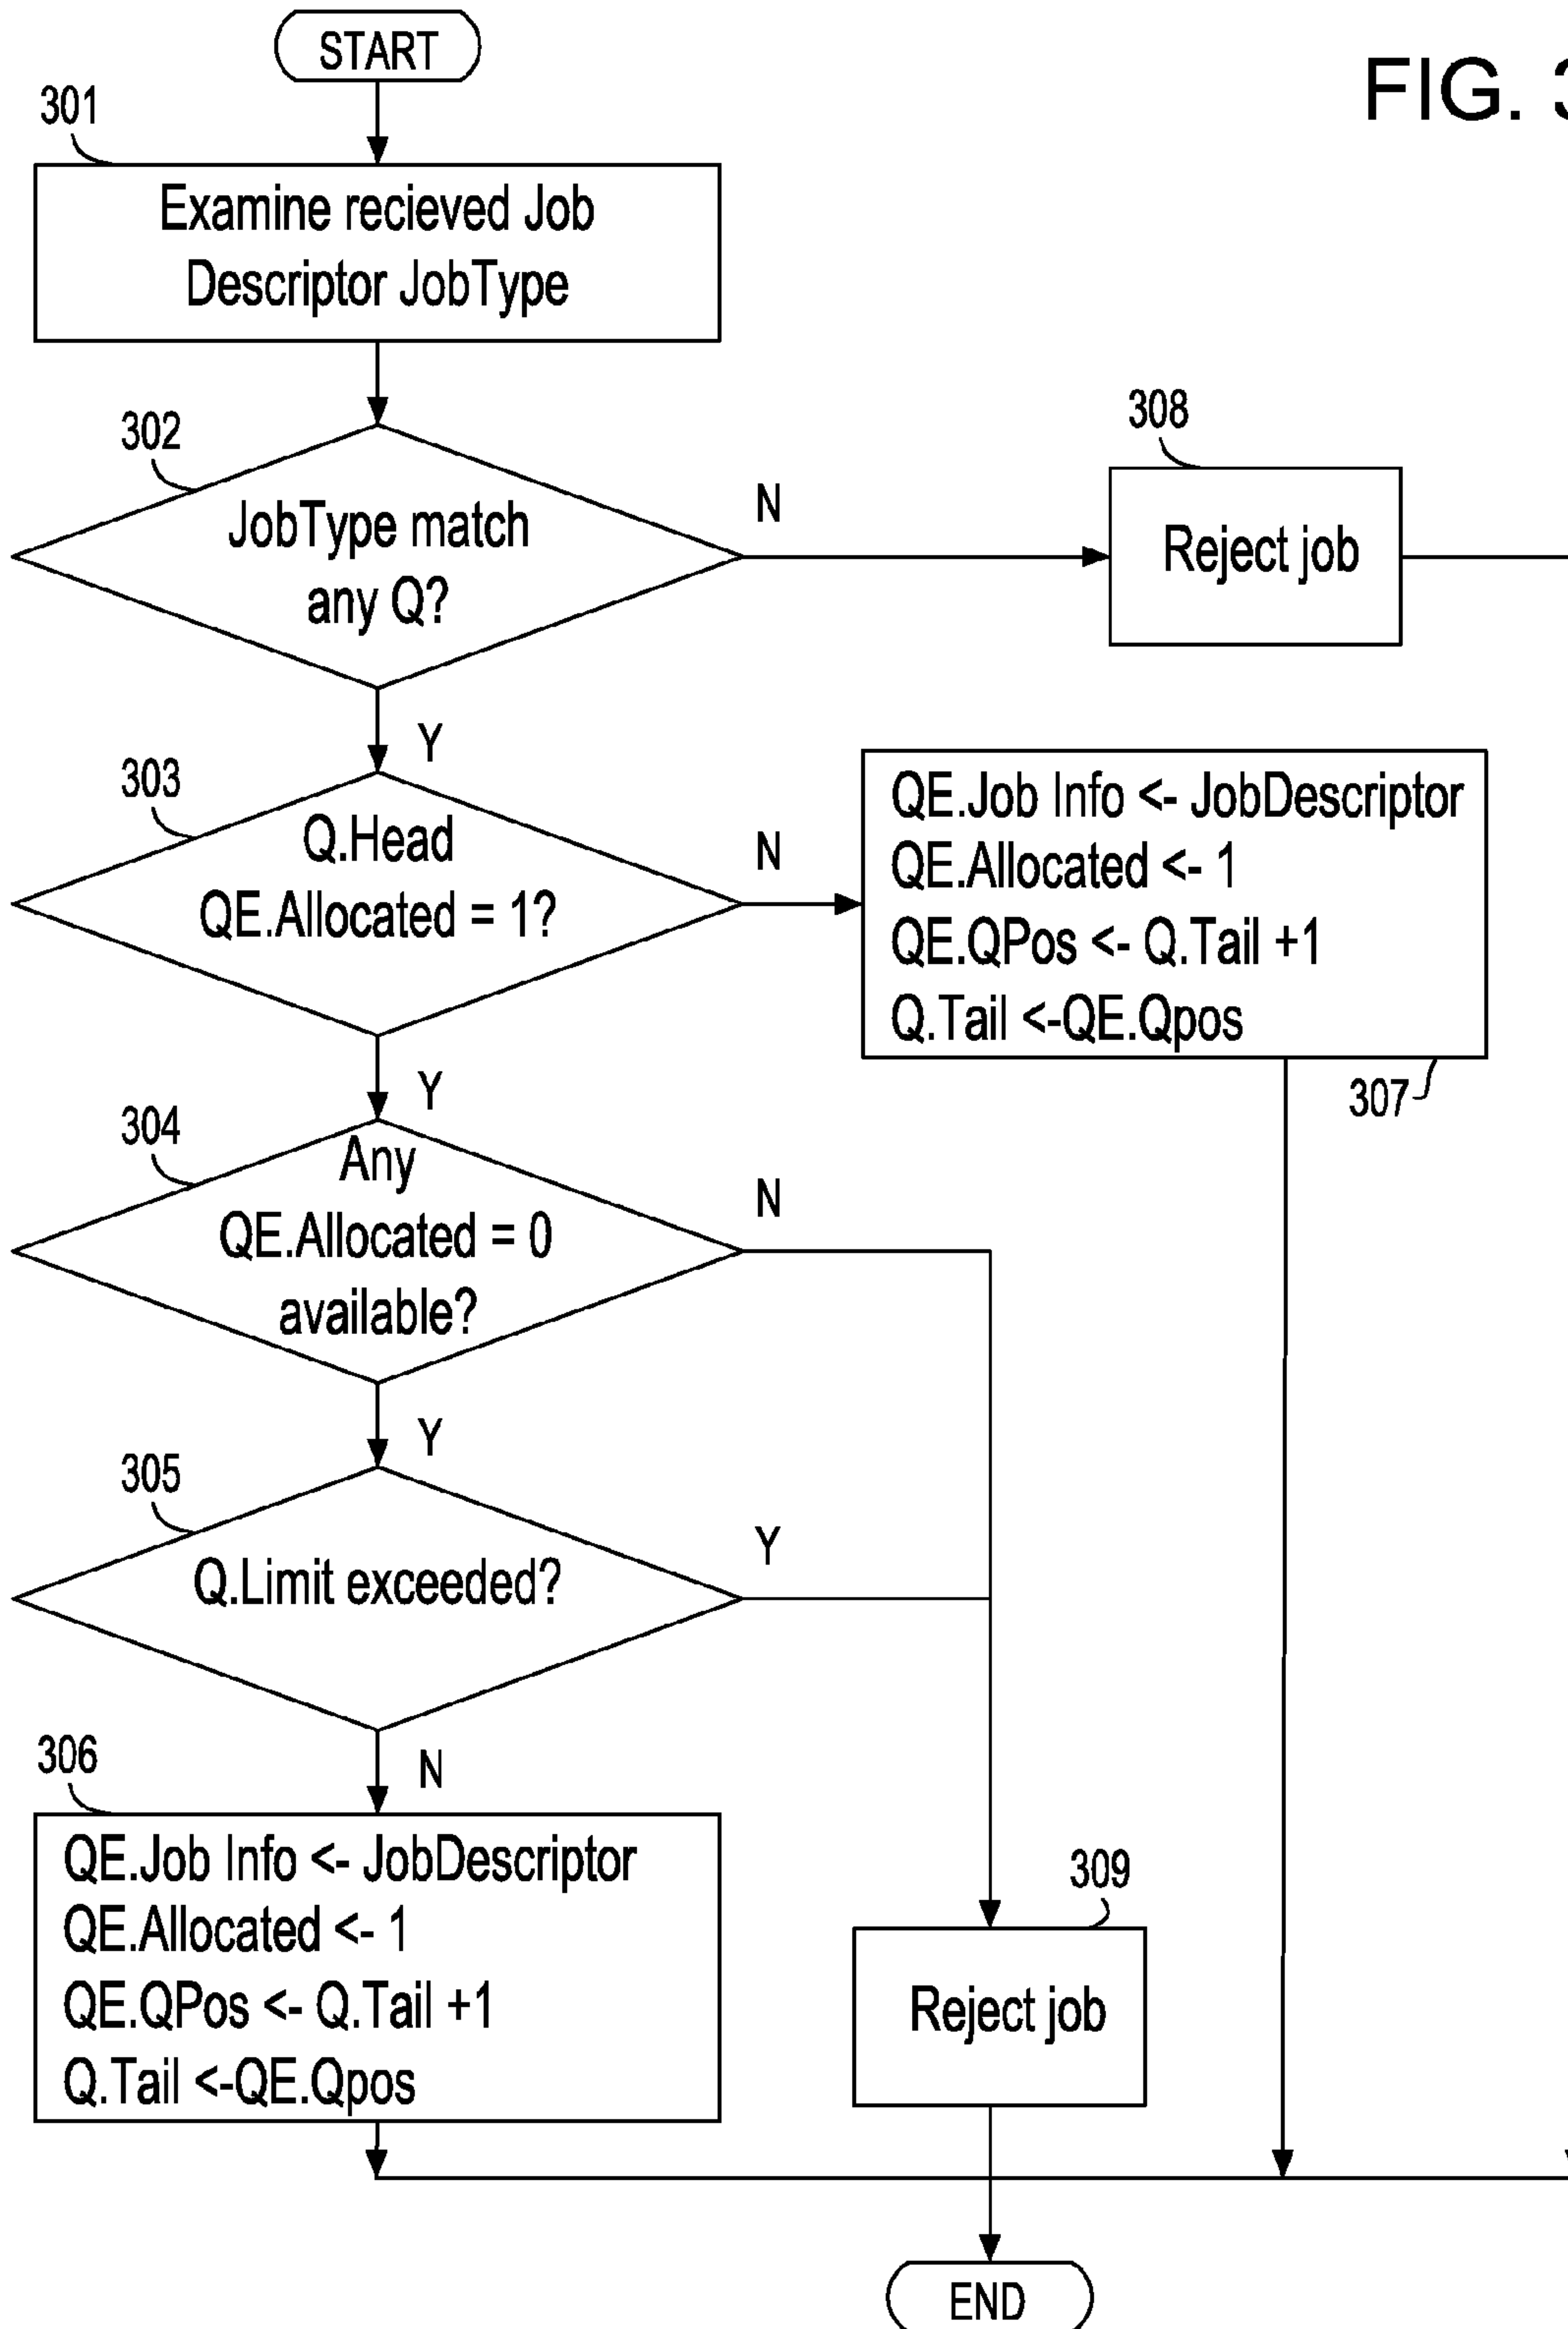 START
FIG. 3
301
Examine recieved Job
Descriptor JobType
302
JobType match
any Q?
N
308
Reject job
Y
303
Q.Head
QE.Allocated = 1?
N
QE.Job Info <- JobDescriptor
QE.Allocated <- 1
QE.QPos <- Q.Tail +1
Q.Tail <-QE.Qpos
307
Y
304
Any
QE.Allocated = 0
available?
N
Y
305
Q.Limit exceeded?
Y
N
306
QE.Job Info <- JobDescriptor
QE.Allocated <- 1
QE.QPos <- Q.Tail +1
Q.Tail <-QE.Qpos
309
Reject job
END